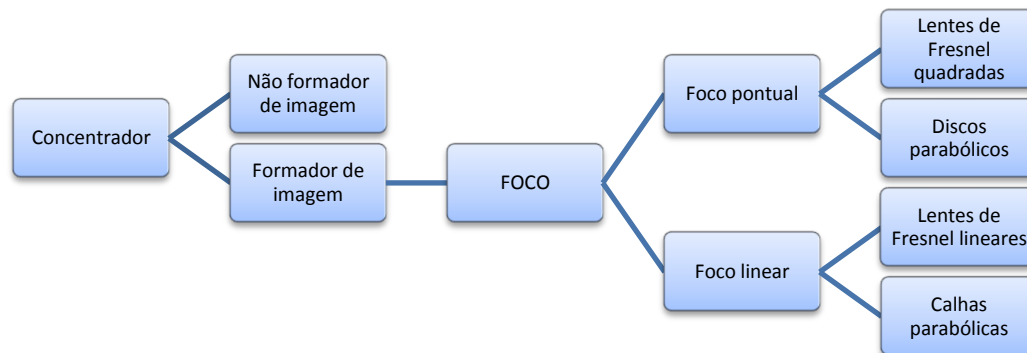 Concentrador
Não formador
de imagem
Formador de
imagem
FOCO
Foco pontual
Lentes de
Fresnel
quadradas
Discos
parabólicos
Foco linear
Lentes de
Fresnel lineares
Calhas
parabólicas